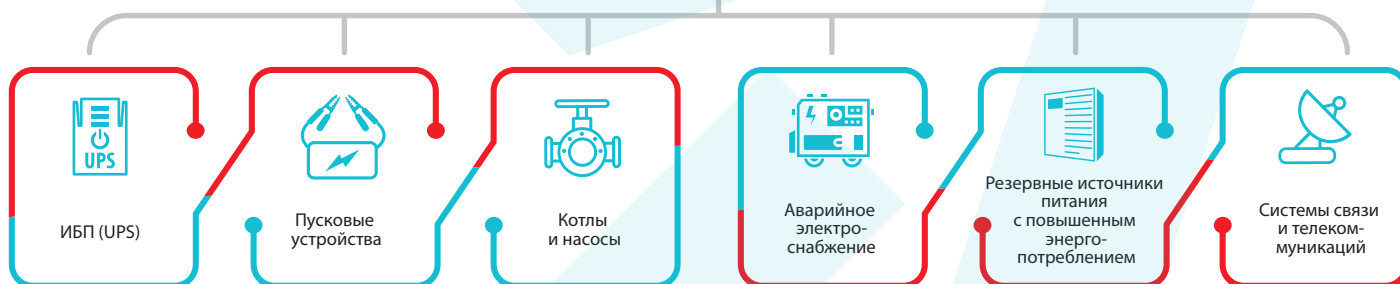 UPS
ИБП (UPS)
Пусковые
устройства
Котлы
и насосы
Аварийное
электро-
снабжение
Резервные источники
питания
с повышенным
энерго-
потреблением
Системы связи
и телеком-
муникаций